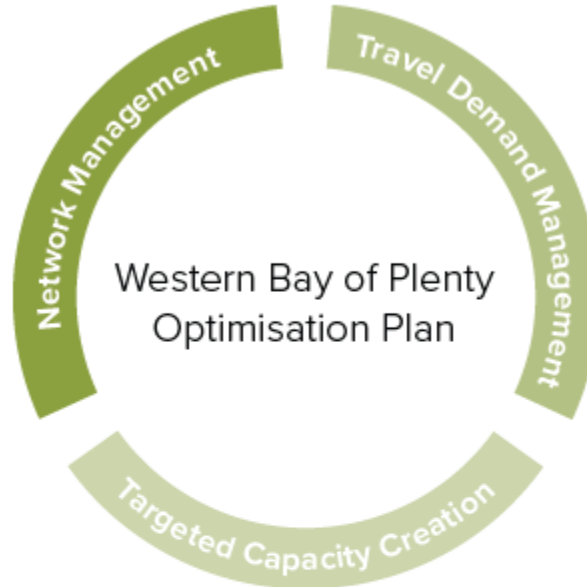 Network Management
Travel Demand Management
Western Bay of Plenty
Optimisation Plan
Targeted Capacity Creation